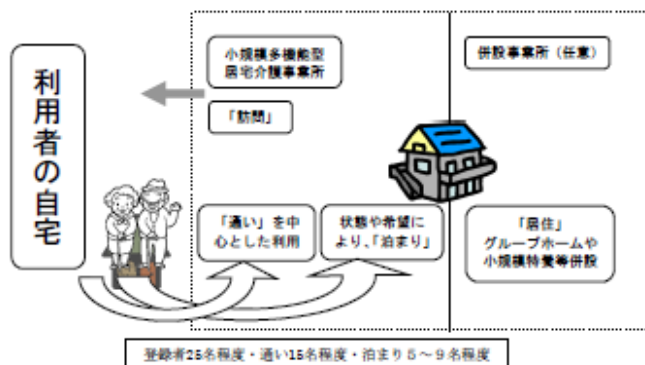 利用者の自宅
小規模多機能型
居宅介護事業所
「訪問」
併設事業所（任意）
「通い」を中
心とした利用
状態や希望に
より、「泊まり」
「居住」
グループホームや
小規模特養等併設
登録者25名程度・通い15名程度・泊まり５～９名程度